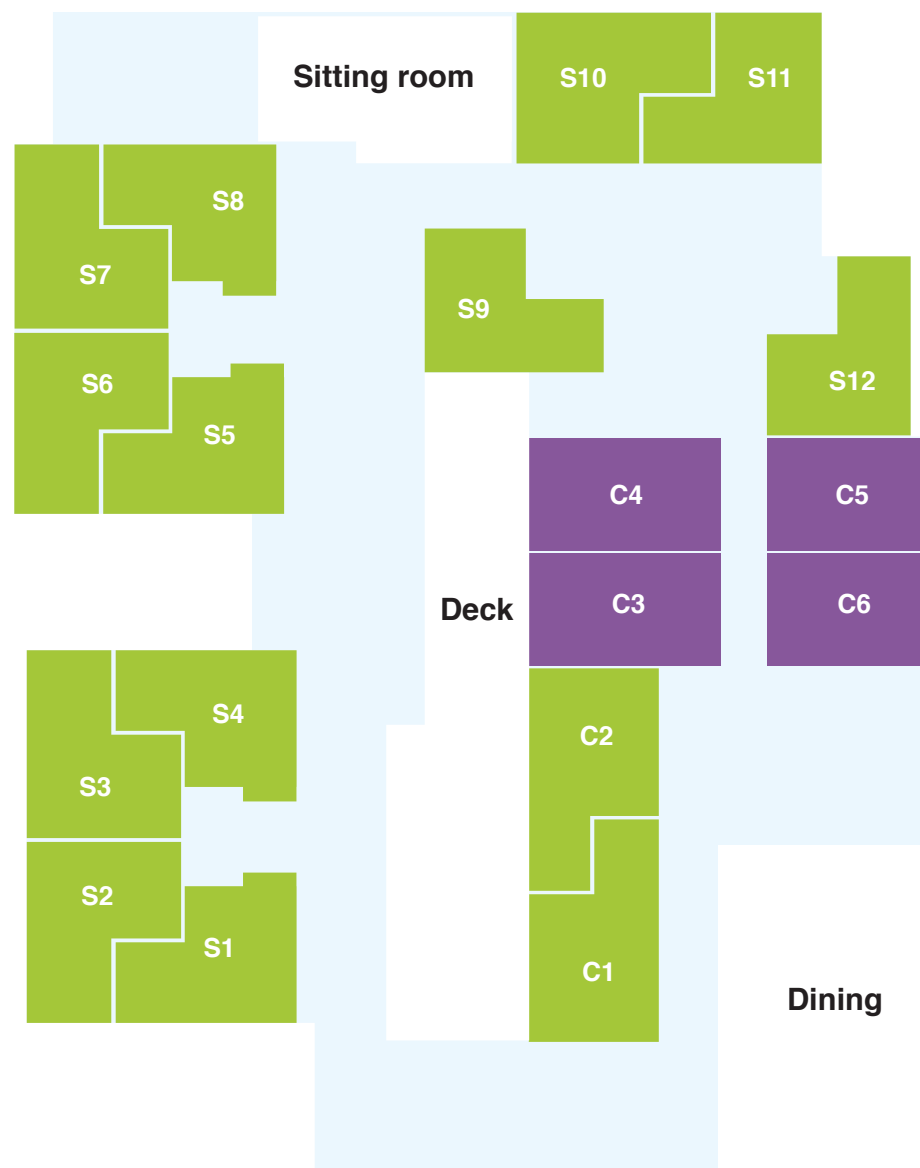 Sitting room
S10
S11
S8
S7
S9
S6
S12
S5
C4
C5
Deck
C3
C6
S4
C2
S3
S2
S1
C1
Dining